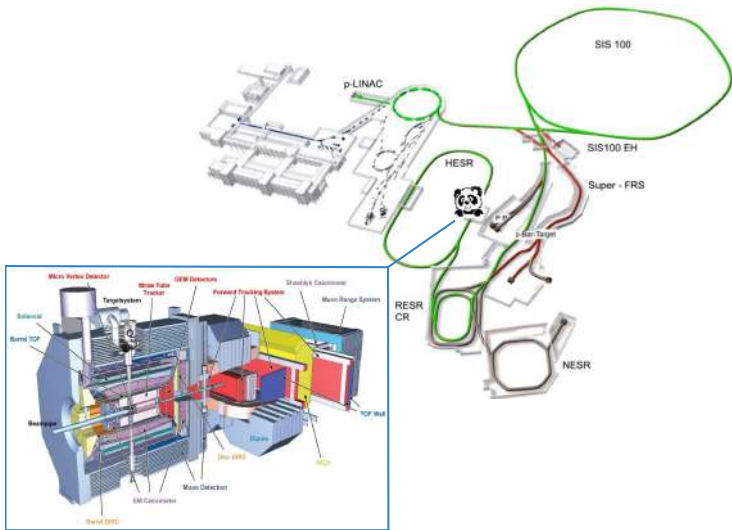 SIS 100
p-LINAC
SIS100 EH
HESR
Super - FRS
P P
p-Bar-Target
RESR
CR
NESR
Micro Vertex Detector
Straw Tube
Tracker
GEM Detectors
Targetsystem
Forward Tracking System
Shashlyk Calorimeter
Muon Range System
Solenoid
Barrel TOF
Beampipe
TOF Wall
Dipole
RICH
Disc DIRC
Muon Detection
EM Calorimeter
Barrel DIRC